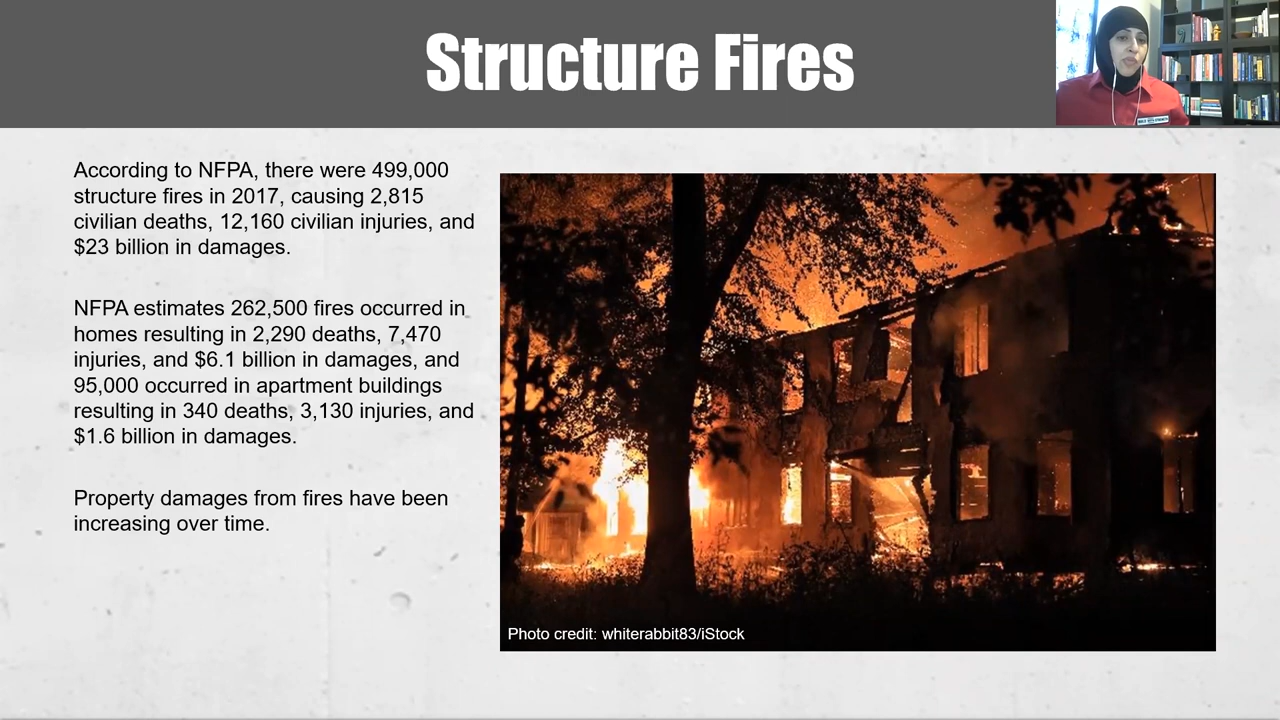 Structure Fires
According to NFPA, there were 499,000
structure fires in 2017, causing 2,815
civilian deaths, 12,160 civilian injuries, and
$23 billion in damages.
NFPA estimates 262,500 fires occurred in
homes resulting in 2,290 deaths, 7,470
injuries, and $6.1 billion in damages, and
95,000 occurred in apartment buildings
resulting in 340 deaths, 3,130 injuries, and
$1.6 billion in damages.
Property damages from fires have been
increasing over time.
Photo credit: whiterabbit83/iStock